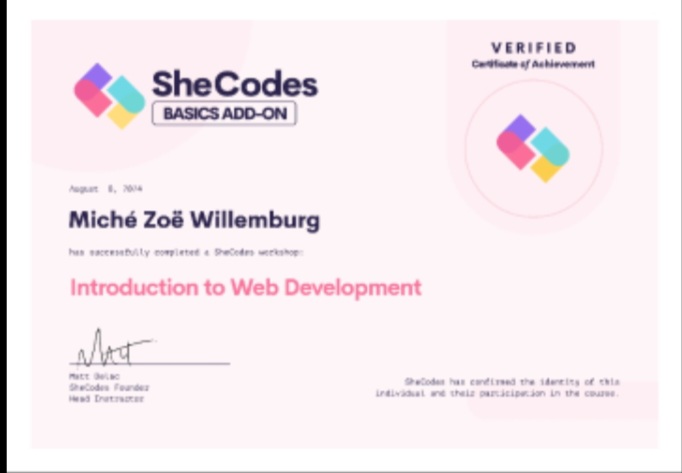 VERIFIED
Certificate of Achievement
SheCodes
BASICS ADD-ON
August 8, 2024
Miché Zoë Willemburg
has successfully completed a SheCodes workshop:
Introduction to Web Development
Matt Delac
SheCodes Founder
Head Instructor
SheCodes has confirmed the identity of this
individual and their participation in the course.